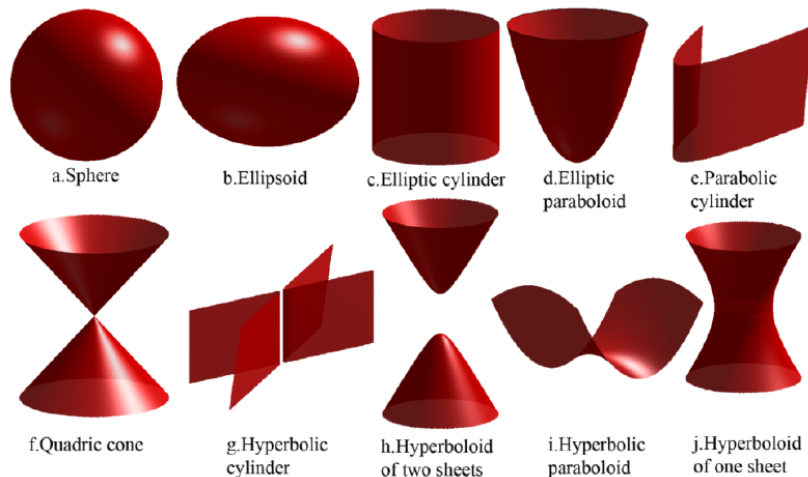 a.Sphere
b.Ellipsoid
c.Elliptic cylinder
d.Elliptic
paraboloid
e.Parabolic
cylinder
f.Quadric cone
g.Hyperbolic
cylinder
h.Hyperboloid
of two sheets
i.Hyperbolic
paraboloid
j.Hyperboloid
of one sheet